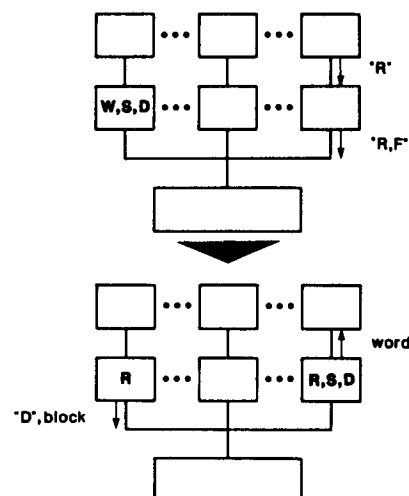 "R"
W,S,D
"R,F"
word
R
R,S,D
"D",block